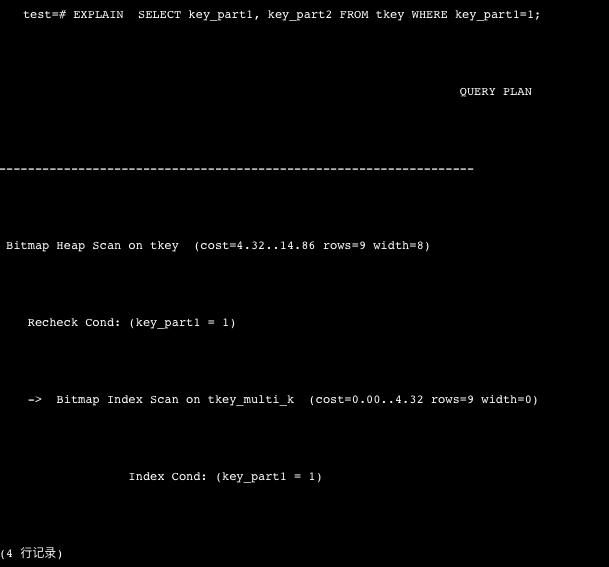 test=# EXPLAIN  SELECT key_part1, key_part2 FROM tkey WHERE key_part1=1;
QUERY PLAN
------------------------------------------------------------------
Bitmap Heap Scan on tkey  (cost=4.32..14.86 rows=9 width=8)
Recheck Cond: (key_part1 = 1)
->  Bitmap Index Scan on tkey_multi_k  (cost=0.00..4.32 rows=9 width=0)
Index Cond: (key_part1 = 1)
(4 行记录)